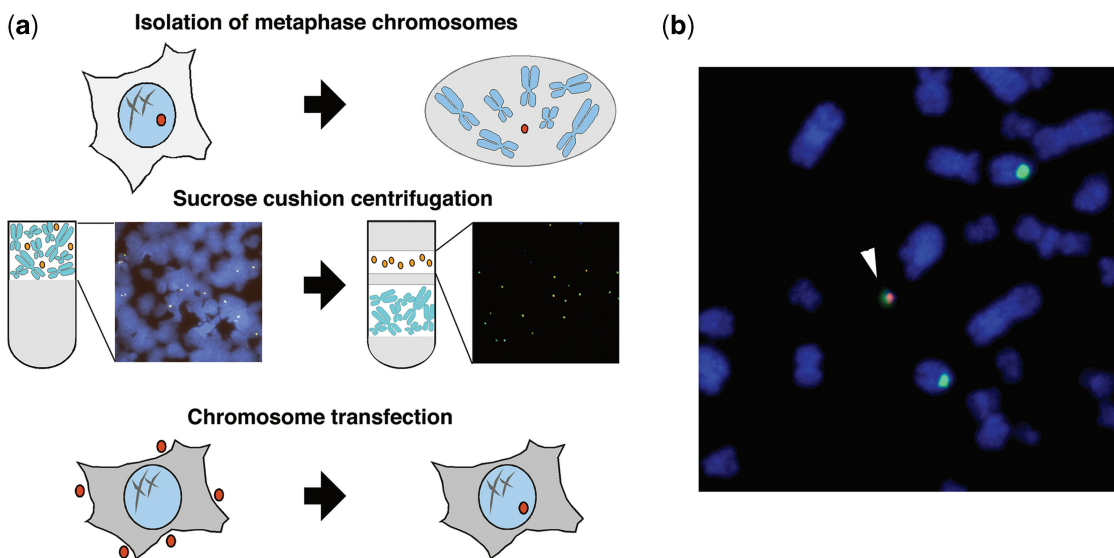 (a)
Isolation of metaphase chromosomes
Sucrose cushion centrifugation
Chromosome transfection
(b)